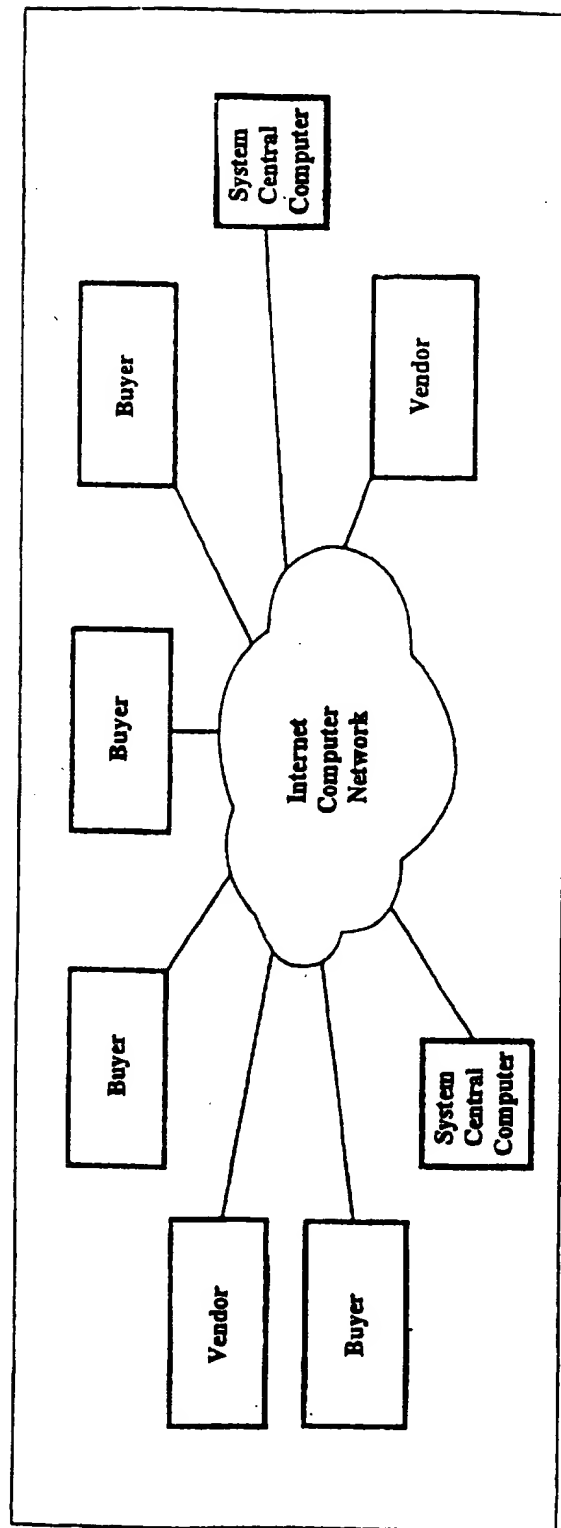 Buyer
Buyer
Buyer
Vendor
System
Central
Computer
Internet
Computer
Network
Buyer
Vendor
System
Central
Computer